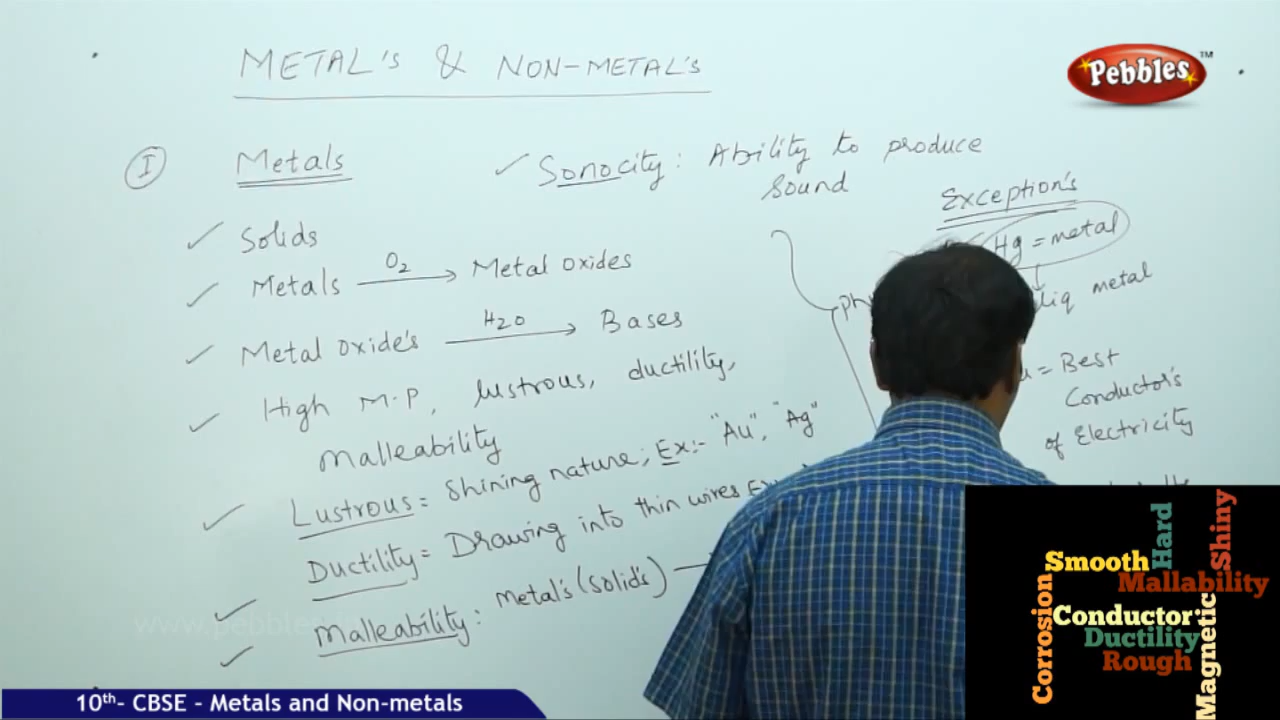 METAL's & NON-METAL's
Pebbles™
I Metals
✓ Sonocity: Ability to produce
Sound
Exception's
Hg = metal
liq metal
✓ Solids
✓ Metals O2 → Metal oxides
✓ Metal oxide's H2O → Bases
✓ High M.P, lustrous, ductility,
Malleability
✓ Lustrous = Shining nature; Ex:- "Au", "Ag"
✓ Ductility = Drawing into thin wires
✓ Malleability: Metal's (solid's) →
= Best
Conductor's
of Electricity
Smooth
Hard
Shiny
Mallability
Corrosion
Conductor
Ductility
Magnetic
Rough
10th- CBSE - Metals and Non-metals